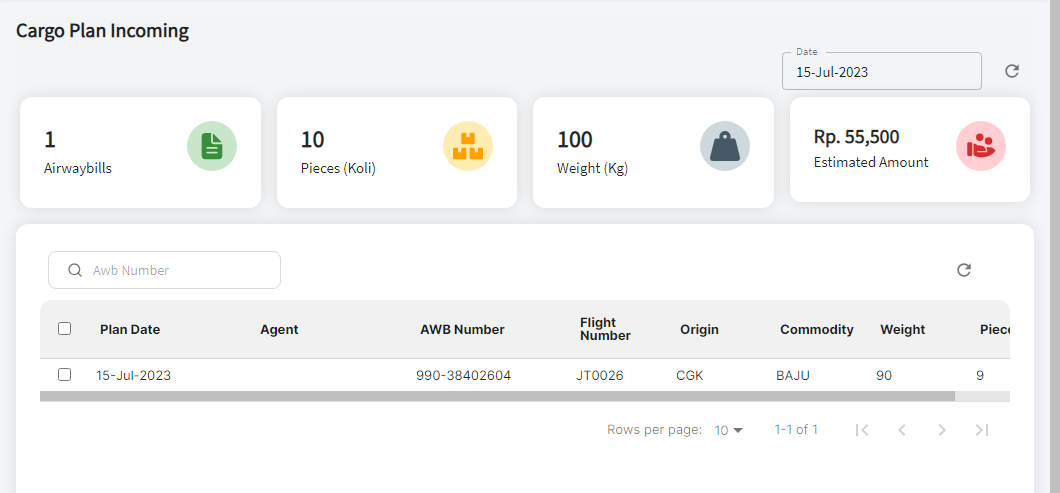 Cargo Plan Incoming
Date
15-Jul-2023
1
Airwaybills
10
Pieces (Koli)
100
Weight (Kg)
Rp. 55,500
Estimated Amount
Awb Number
Plan Date Agent AWB Number Flight Number Origin Commodity Weight Piec
15-Jul-2023 990-38402604 JT0026 CGK BAJU 90 9
Rows per page: 10 1-1 of 1